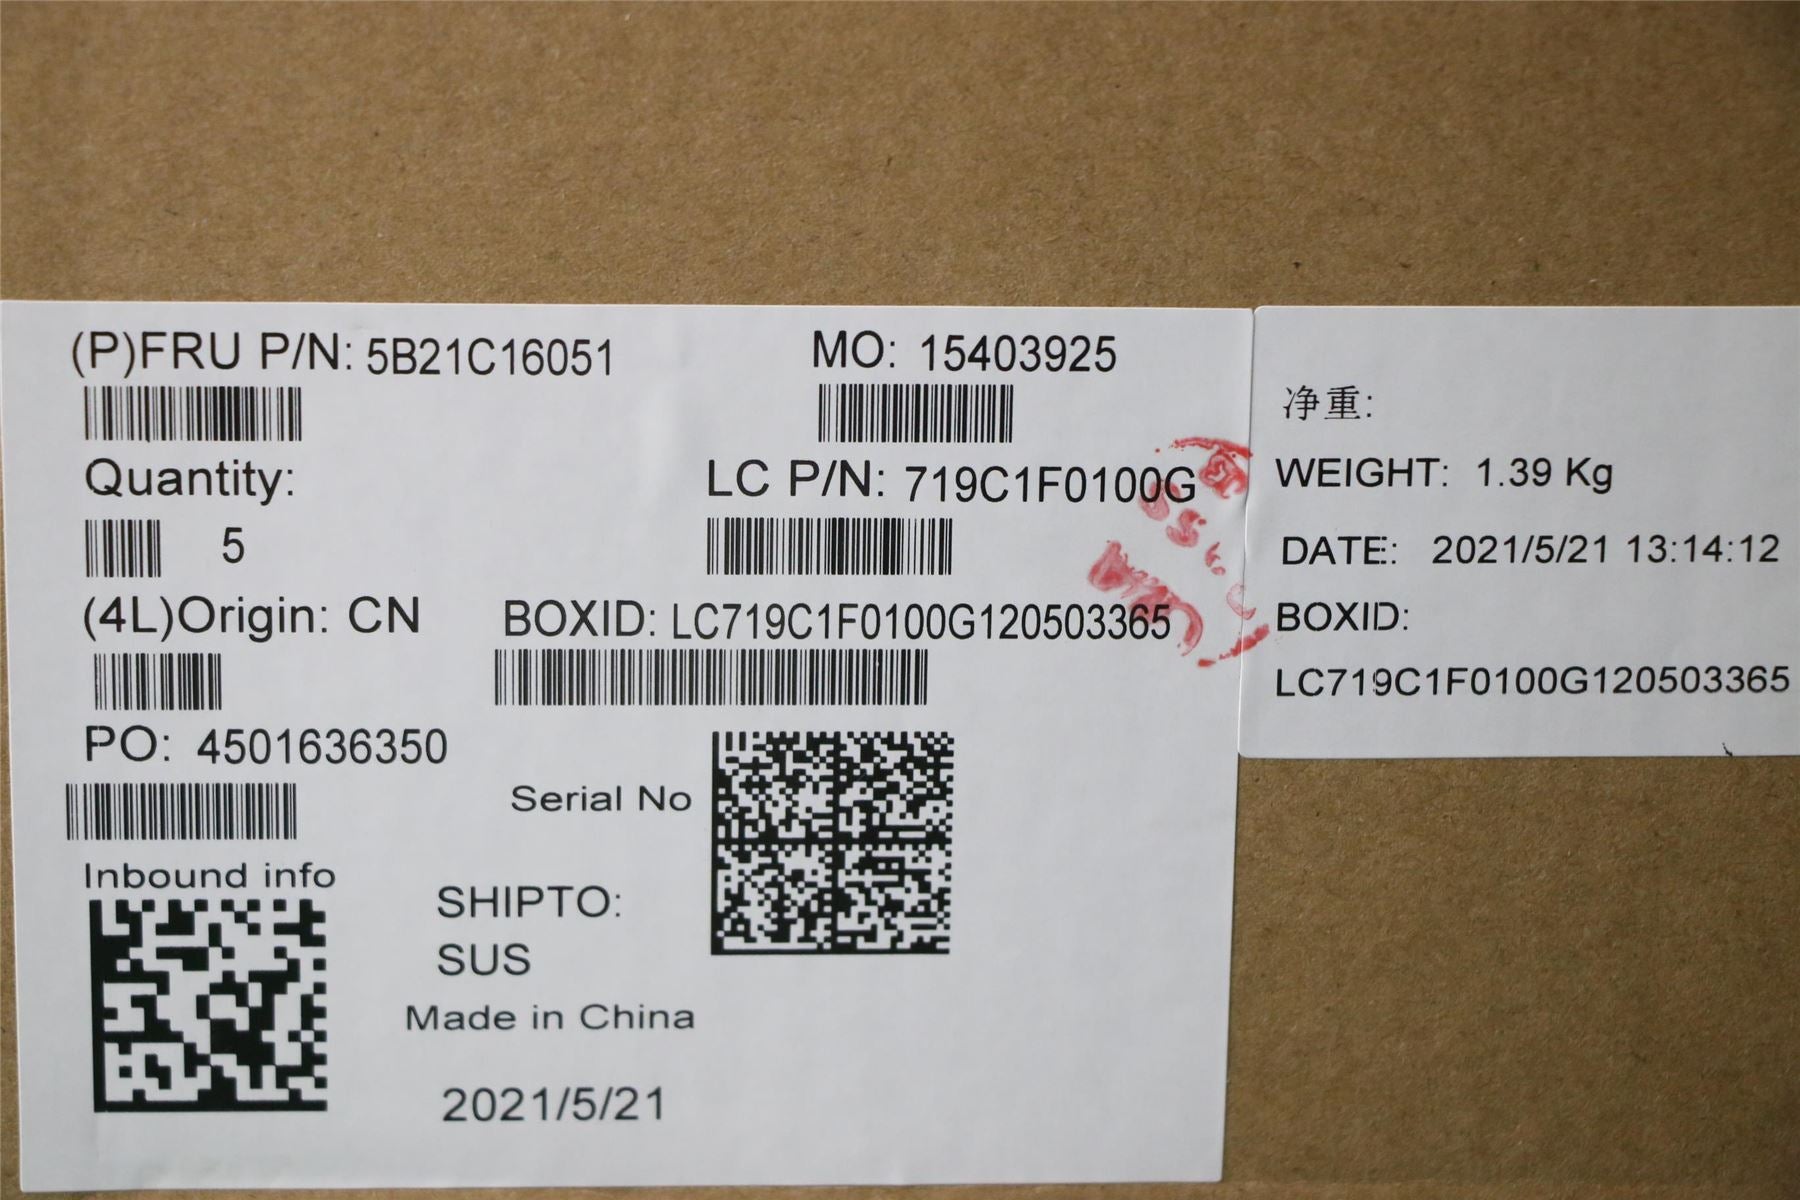 (P)FRU P/N: 5B21C16051
MO: 15403925
Quantity:
5
LC P/N: 719C1F0100G
(4L)Origin: CN
BOXID: LC719C1F0100G120503365
PO: 4501636350
Serial No
Inbound info
SHIPTO:
SUS
Made in China
2021/5/21
净重:
WEIGHT: 1.39 Kg
DATE: 2021/5/21 13:14:12
BOXID:
LC719C1F0100G120503365